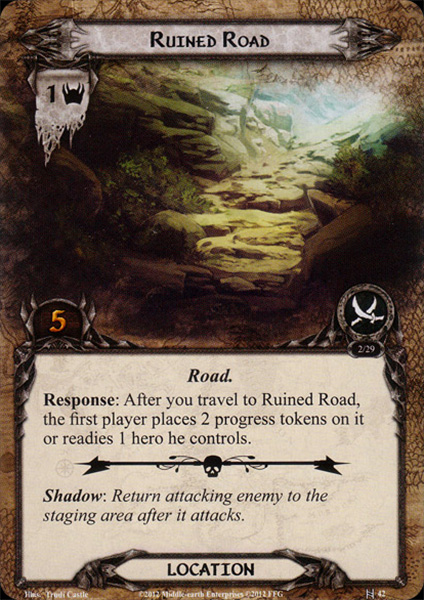 RUINED ROAD
1
5
2/29
Road.
Response: After you travel to Ruined Road,
the first player places 2 progress tokens on it
or readies 1 hero he controls.
Shadow: Return attacking enemy to the
staging area after it attacks.
LOCATION
Illus. Trudi Castle ©2012 Middle-earth Enterprises ©2012 FFG 42